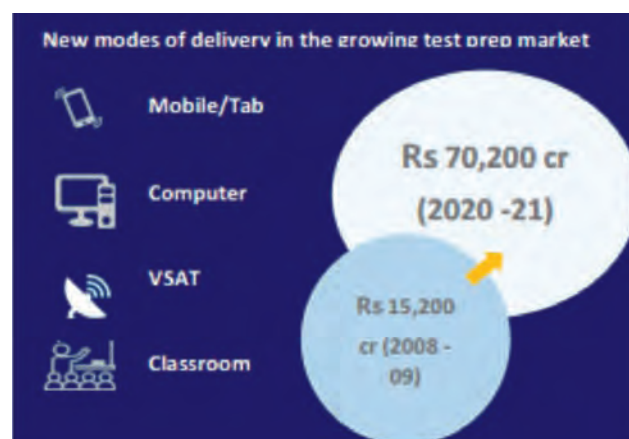 New modes of delivery in the growing test prep market
Mobile/Tab
Computer
VSAT
Classroom
Rs 70,200 cr
(2020 -21)
Rs 15,200
cr (2008 -
09)